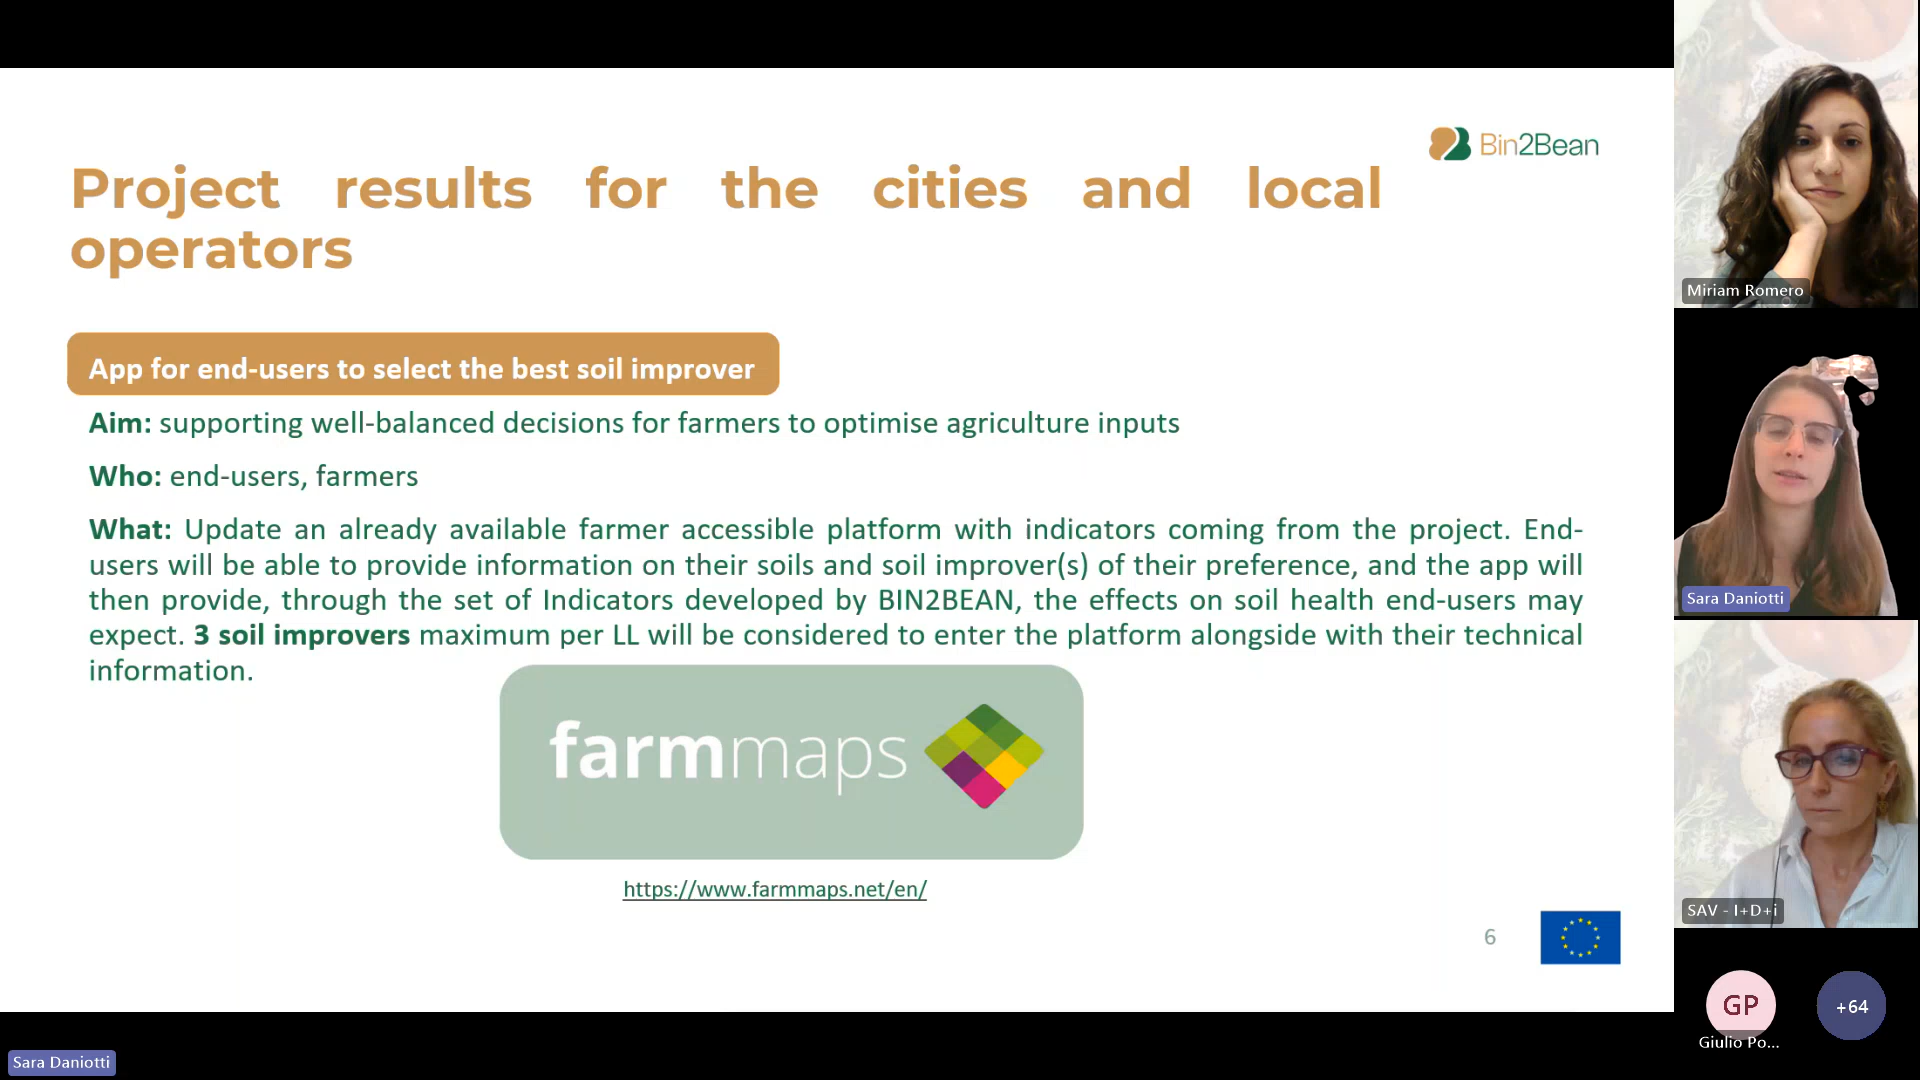 Bin2Bean
Project results for the cities and local
operators
App for end-users to select the best soil improver
Aim: supporting well-balanced decisions for farmers to optimise agriculture inputs
Who: end-users, farmers
What: Update an already available farmer accessible platform with indicators coming from the project. End-
users will be able to provide information on their soils and soil improver(s) of their preference, and the app will
then provide, through the set of Indicators developed by BIN2BEAN, the effects on soil health end-users may
expect. 3 soil improvers maximum per LL will be considered to enter the platform alongside with their technical
information.
farmmaps
https://www.farmmaps.net/en/
6
Sara Daniotti
Miriam Romero
Sara Daniotti
SAV - I+D+i
GP
Giulio Po...
+64